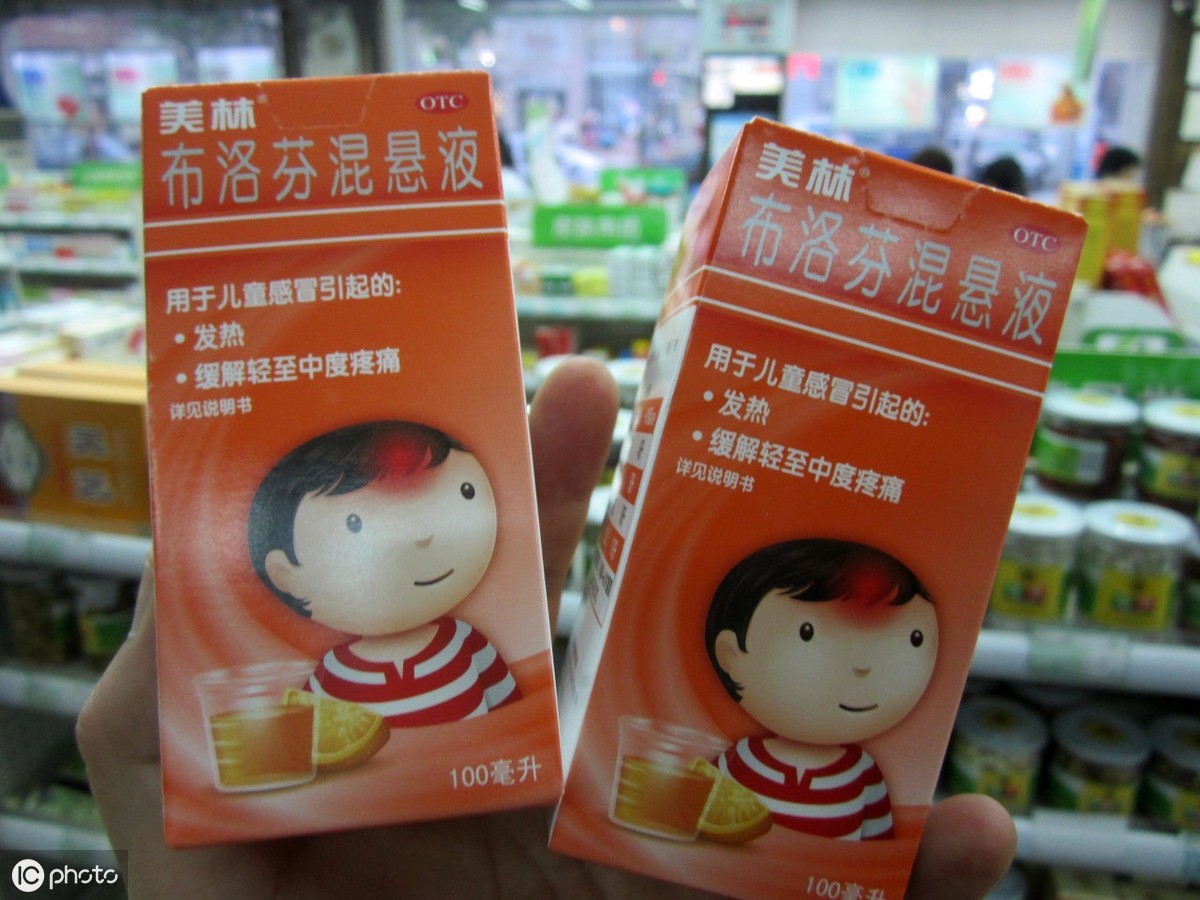 美林®
OTC
布洛芬混悬液
用于儿童感冒引起的:
• 发热
• 缓解轻至中度疼痛
详见说明书
100毫升
美林®
OTC
布洛芬混悬液
用于儿童感冒引起的:
• 发热
• 缓解轻至中度疼痛
详见说明书
100毫升
IC photo